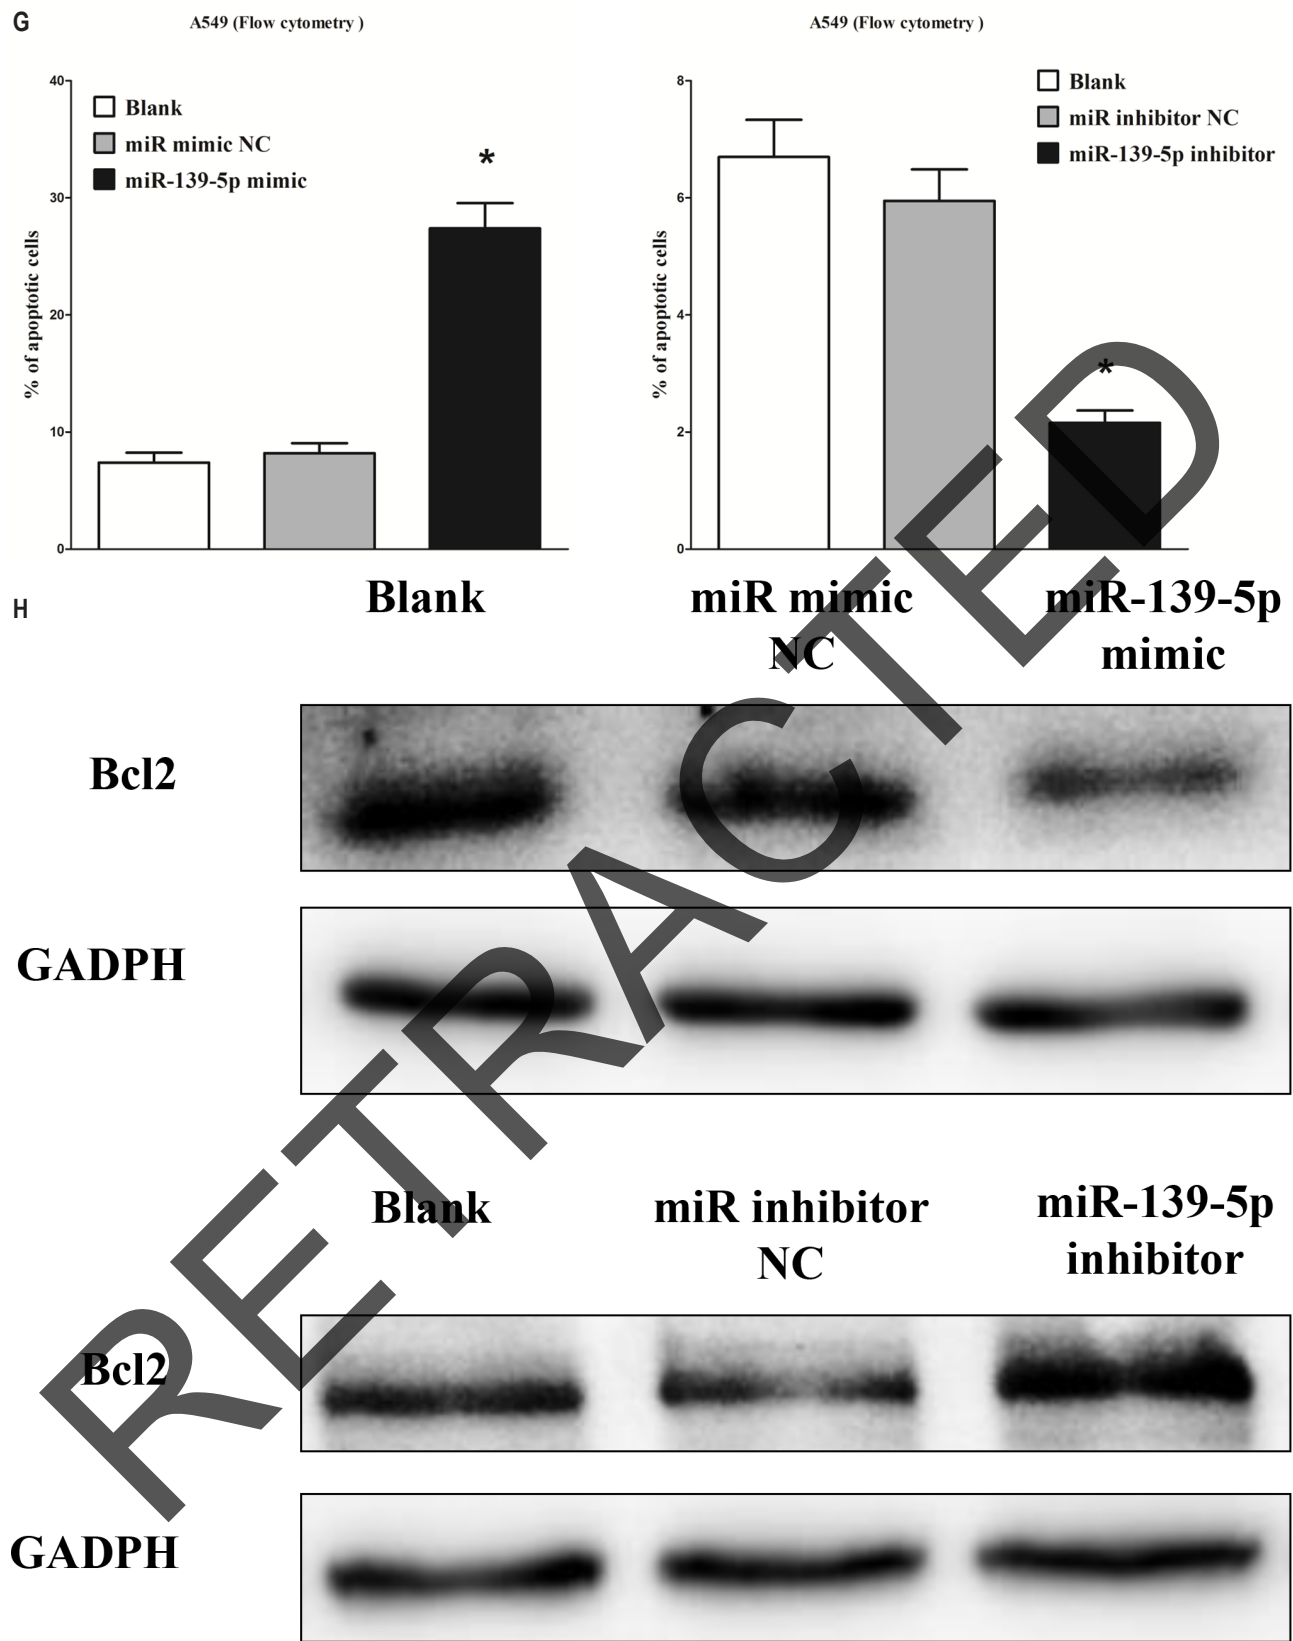 G
A549 (Flow cytometry )
40
30
20
10
0
% of apoptotic cells
Blank
miR mimic NC
miR-139-5p mimic
*
A549 (Flow cytometry )
8
6
4
2
0
% of apoptotic cells
Blank
miR inhibitor NC
miR-139-5p inhibitor
*
H
Blank
miR mimic
NC
miR-139-5p
mimic
Bcl2
GADPH
Blank
miR inhibitor
NC
miR-139-5p
inhibitor
Bcl2
GADPH
RETRACTED